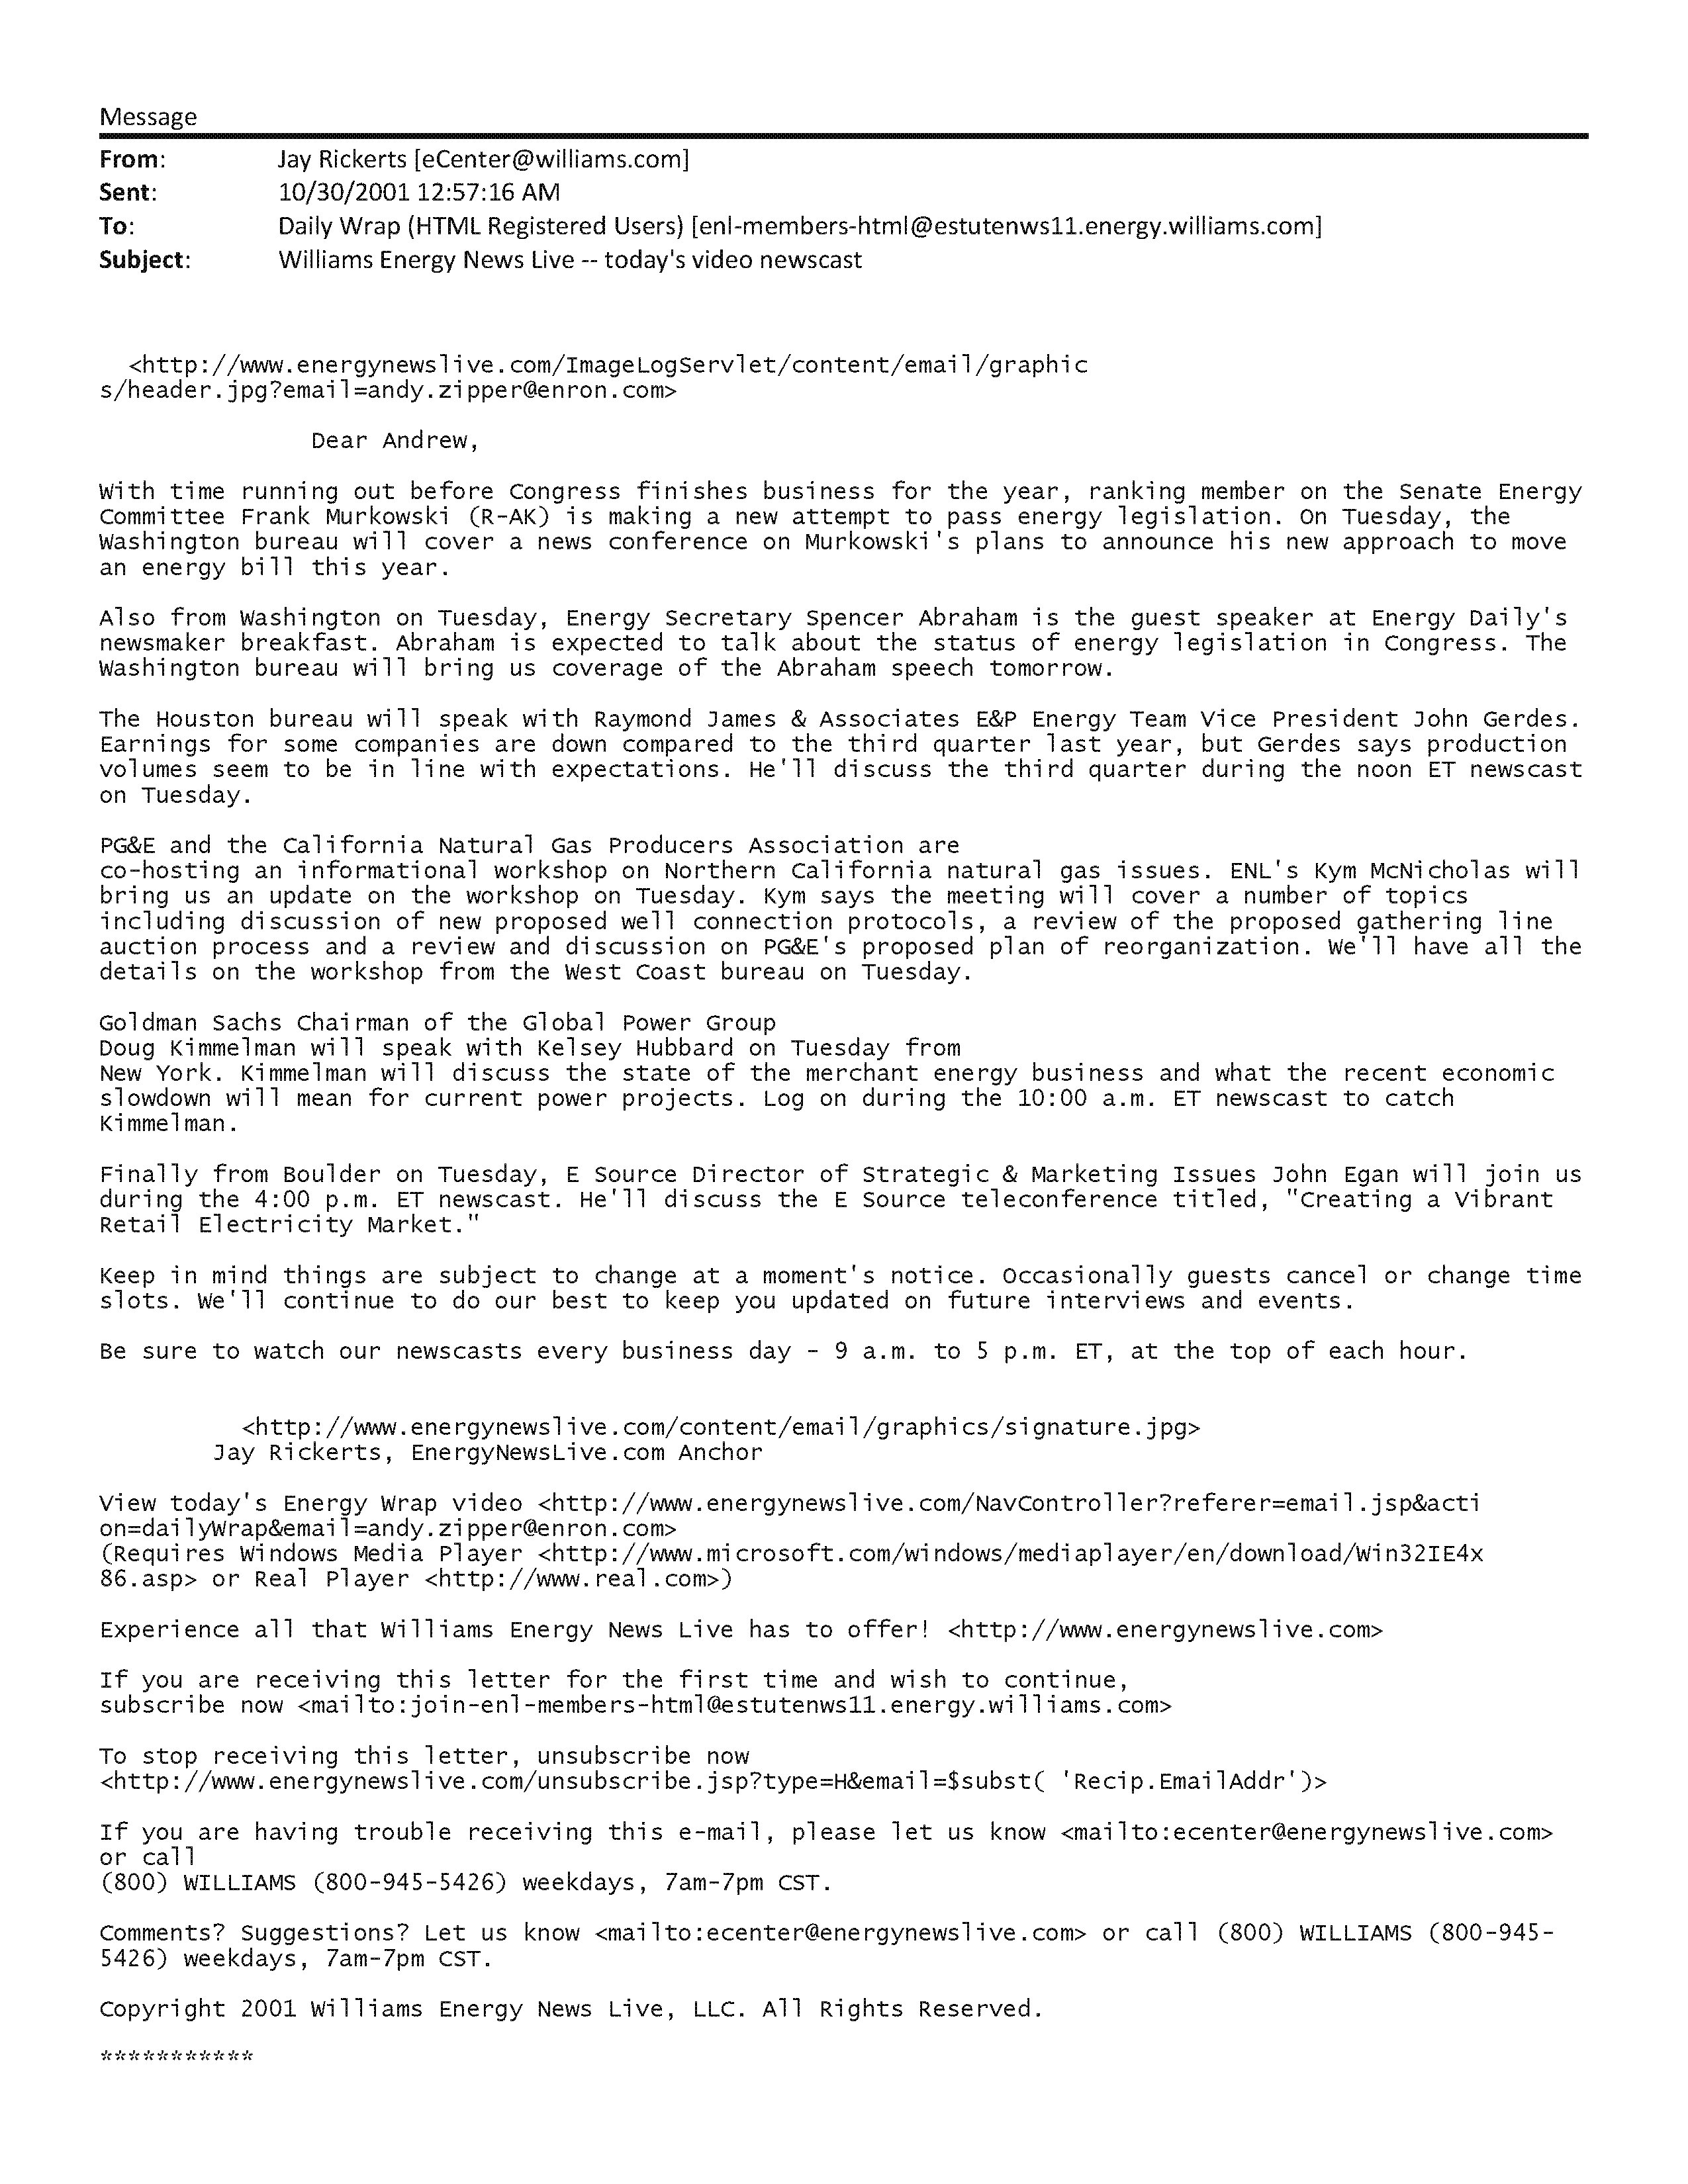 Message
From: Jay Rickerts [eCenter@williams.com]
Sent: 10/30/2001 12:57:16 AM
To: Daily Wrap (HTML Registered Users) [enl-members-html@estutenws11.energy.williams.com]
Subject: Williams Energy News Live -- today's video newscast
<http://www.energynewslive.com/ImageLogServlet/content/email/graphic
s/header.jpg?email=andy.zipper@enron.com>
Dear Andrew,
With time running out before Congress finishes business for the year, ranking member on the Senate Energy
Committee Frank Murkowski (R-AK) is making a new attempt to pass energy legislation. On Tuesday, the
Washington bureau will cover a news conference on Murkowski's plans to announce his new approach to move
an energy bill this year.
Also from Washington on Tuesday, Energy Secretary Spencer Abraham is the guest speaker at Energy Daily's
newsmaker breakfast. Abraham is expected to talk about the status of energy legislation in Congress. The
Washington bureau will bring us coverage of the Abraham speech tomorrow.
The Houston bureau will speak with Raymond James & Associates E&P Energy Team Vice President John Gerdes.
Earnings for some companies are down compared to the third quarter last year, but Gerdes says production
volumes seem to be in line with expectations. He'll discuss the third quarter during the noon ET newscast
on Tuesday.
PG&E and the California Natural Gas Producers Association are
co-hosting an informational workshop on Northern California natural gas issues. ENL's Kym McNicholas will
bring us an update on the workshop on Tuesday. Kym says the meeting will cover a number of topics
including discussion of new proposed well connection protocols, a review of the proposed gathering line
auction process and a review and discussion on PG&E's proposed plan of reorganization. We'll have all the
details on the workshop from the West Coast bureau on Tuesday.
Goldman Sachs Chairman of the Global Power Group
Doug Kimmelman will speak with Kelsey Hubbard on Tuesday from
New York. Kimmelman will discuss the state of the merchant energy business and what the recent economic
slowdown will mean for current power projects. Log on during the 10:00 a.m. ET newscast to catch
Kimmelman.
Finally from Boulder on Tuesday, E Source Director of Strategic & Marketing Issues John Egan will join us
during the 4:00 p.m. ET newscast. He'll discuss the E Source teleconference titled, "Creating a Vibrant
Retail Electricity Market."
Keep in mind things are subject to change at a moment's notice. Occasionally guests cancel or change time
slots. We'll continue to do our best to keep you updated on future interviews and events.
Be sure to watch our newscasts every business day - 9 a.m. to 5 p.m. ET, at the top of each hour.
<http://www.energynewslive.com/content/email/graphics/signature.jpg>
Jay Rickerts, EnergyNewsLive.com Anchor
View today's Energy Wrap video <http://www.energynewslive.com/NavController?referer=email.jsp&acti
on=dailyWrap&email=andy.zipper@enron.com>
(Requires Windows Media Player <http://www.microsoft.com/windows/mediaplayer/en/download/Win32IE4x
86.asp> or Real Player <http://www.real.com>)
Experience all that Williams Energy News Live has to offer! <http://www.energynewslive.com>
If you are receiving this letter for the first time and wish to continue,
subscribe now <mailto:join-enl-members-html@estutenws11.energy.williams.com>
To stop receiving this letter, unsubscribe now
<http://www.energynewslive.com/unsubscribe.jsp?type=H&email=$subst( 'Recip.EmailAddr')>
If you are having trouble receiving this e-mail, please let us know <mailto:ecenter@energynewslive.com>
or call
(800) WILLIAMS (800-945-5426) weekdays, 7am-7pm CST.
Comments? Suggestions? Let us know <mailto:ecenter@energynewslive.com> or call (800) WILLIAMS (800-945-
5426) weekdays, 7am-7pm CST.
Copyright 2001 Williams Energy News Live, LLC. All Rights Reserved.
***********